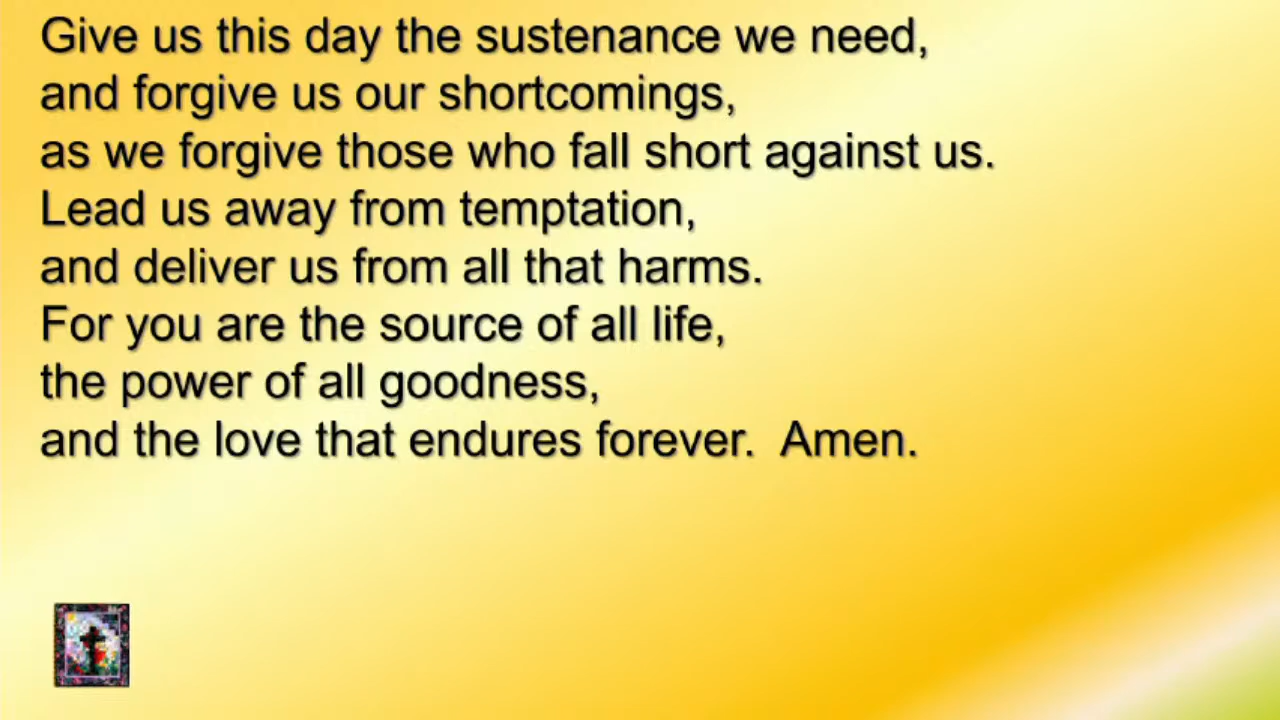 Give us this day the sustenance we need,
and forgive us our shortcomings,
as we forgive those who fall short against us.
Lead us away from temptation,
and deliver us from all that harms.
For you are the source of all life,
the power of all goodness,
and the love that endures forever.  Amen.